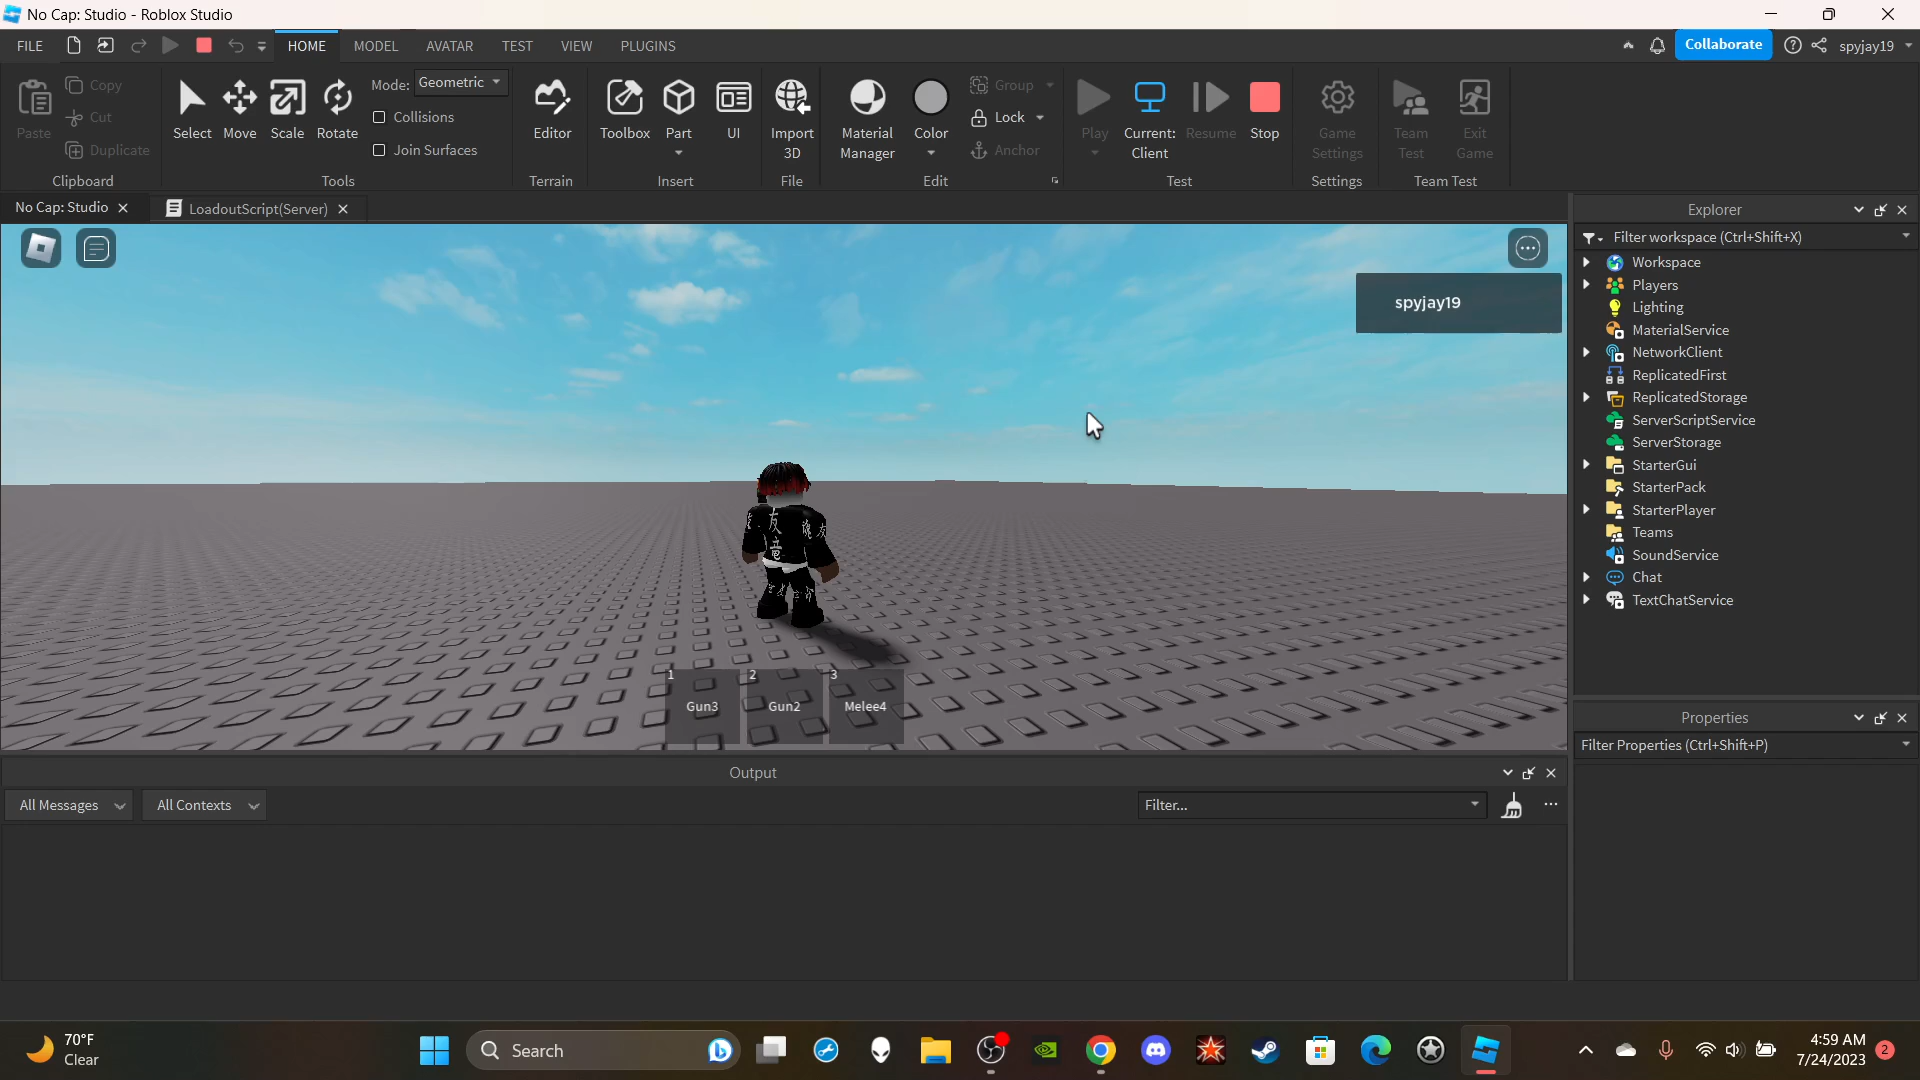 No Cap: Studio - Roblox Studio
FILE HOME MODEL AVATAR TEST VIEW PLUGINS Collaborate spyjay19
Paste Copy Cut Duplicate Clipboard
Select Move Scale Rotate Mode: Geometric Collisions Join Surfaces Tools
Editor Terrain
Toolbox Part UI Insert
Import 3D File
Material Manager Color Group Lock Anchor Edit
Play Current: Client Resume Stop Test
Game Settings Settings
Team Test Exit Game Team Test
No Cap: Studio LoadoutScript(Server)
spyjay19
友
竜
1 2 3
Gun3 Gun2 Melee4
Explorer
Filter workspace (Ctrl+Shift+X)
Workspace
Players
Lighting
MaterialService
NetworkClient
ReplicatedFirst
ReplicatedStorage
ServerScriptService
ServerStorage
StarterGui
StarterPack
StarterPlayer
Teams
SoundService
Chat
TextChatService
Properties
Filter Properties (Ctrl+Shift+P)
Output
All Messages All Contexts Filter...
70°F
Clear
Search
4:59 AM
7/24/2023
2